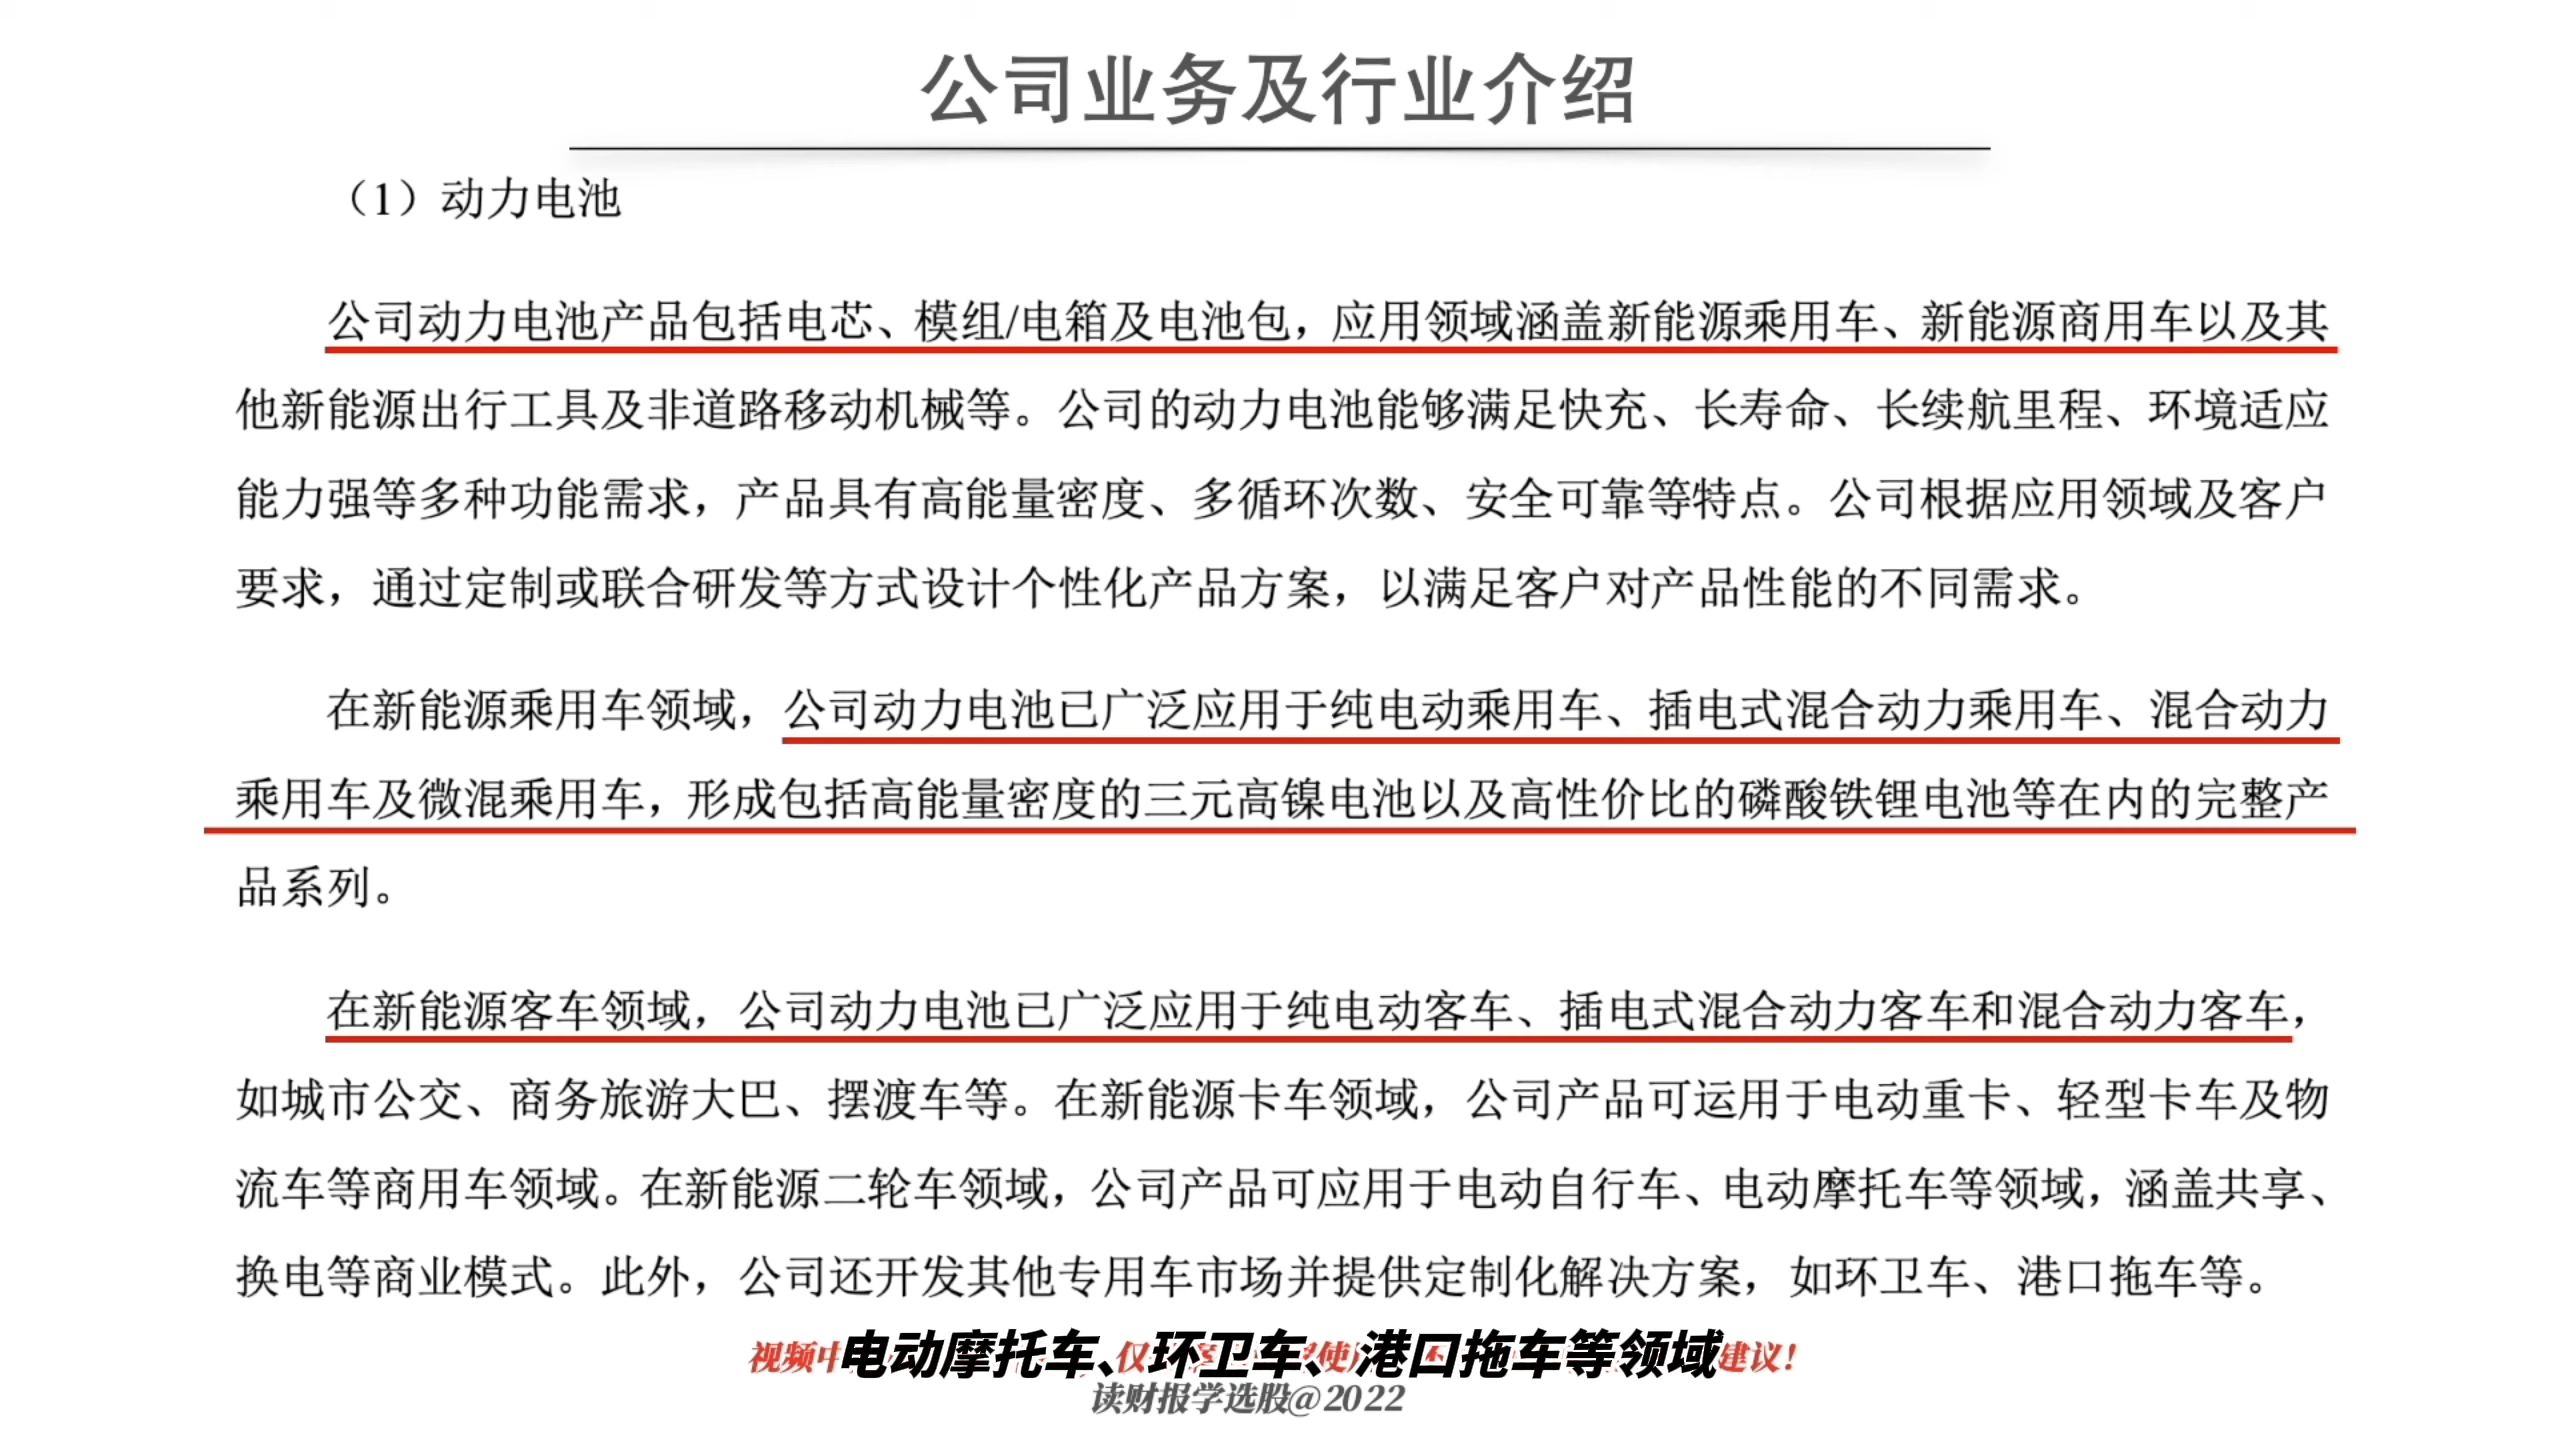 公司业务及行业介绍
（1）动力电池
公司动力电池产品包括电芯、模组/电箱及电池包，应用领域涵盖新能源乘用车、新能源商用车以及其
他新能源出行工具及非道路移动机械等。公司的动力电池能够满足快充、长寿命、长续航里程、环境适应
能力强等多种功能需求，产品具有高能量密度、多循环次数、安全可靠等特点。公司根据应用领域及客户
要求，通过定制或联合研发等方式设计个性化产品方案，以满足客户对产品性能的不同需求。
在新能源乘用车领域，公司动力电池已广泛应用于纯电动乘用车、插电式混合动力乘用车、混合动力
乘用车及微混乘用车，形成包括高能量密度的三元高镍电池以及高性价比的磷酸铁锂电池等在内的完整产
品系列。
在新能源客车领域，公司动力电池已广泛应用于纯电动客车、插电式混合动力客车和混合动力客车，
如城市公交、商务旅游大巴、摆渡车等。在新能源卡车领域，公司产品可运用于电动重卡、轻型卡车及物
流车等商用车领域。在新能源二轮车领域，公司产品可应用于电动自行车、电动摩托车等领域，涵盖共享、
换电等商业模式。此外，公司还开发其他专用车市场并提供定制化解决方案，如环卫车、港口拖车等。
视频 建议！
电动摩托车、环卫车、港口拖车等领域
读财报学选股@2022